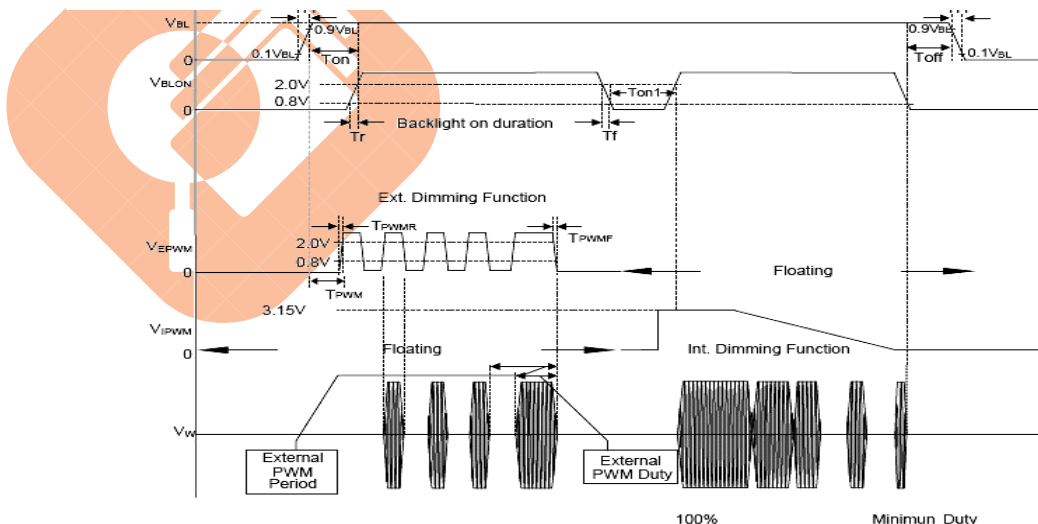 VBL
0.9VBL
0.9VBL
0.1VBL
Ton
Toff
0.1VBL
0
VBLON
2.0V
Ton1
0.8V
0
Tr
Backlight on duration
Tf
Ext. Dimming Function
TPWMR
TPWMF
VEPWM
2.0V
0.8V
0
Floating
TPWM
3.15V
VIPWM
0
Floating
Int. Dimming Function
VW
External
PWM
Period
External
PWM Duty
100%
Minimun Duty